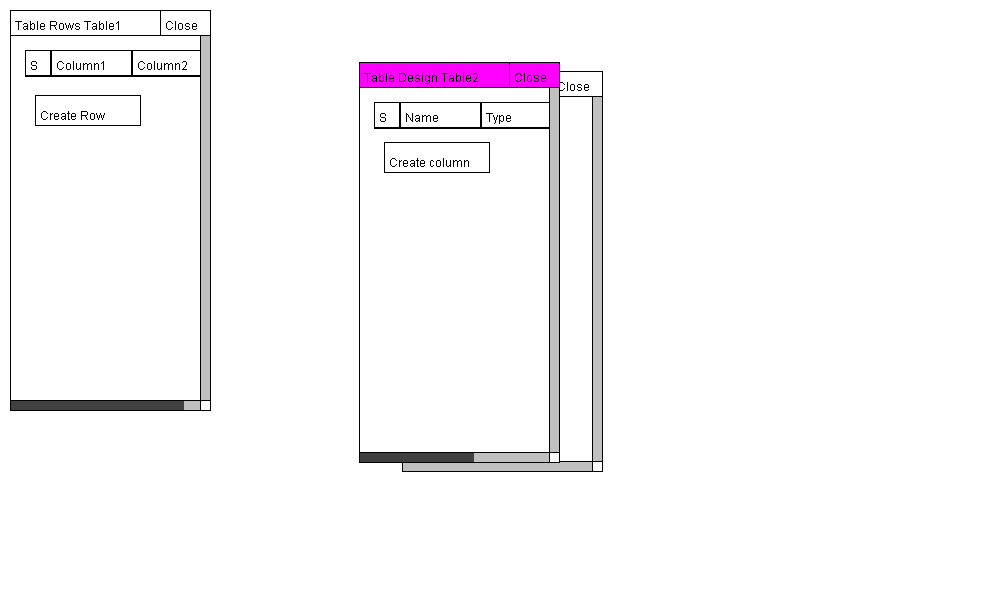 Table Rows Table1 Close
S Column1 Column2
Create Row
Table Design Table2 Close
Close
S Name Type
Create column